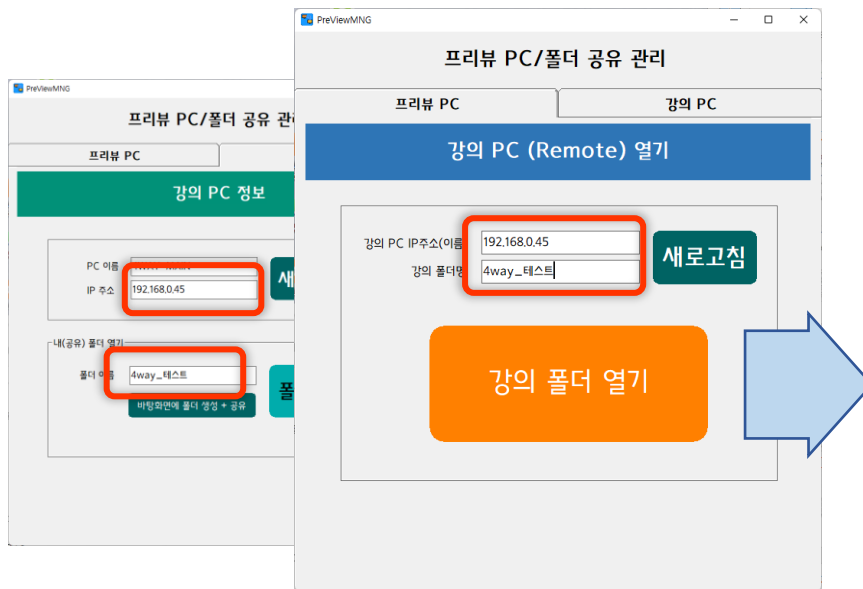 PreViewMNG
프리뷰 PC/폴더 공유 관
프리뷰 PC
강의 PC 정보
PC 이름
IP 주소 192.168.0.45
새
내(공유) 폴더 열기
폴더 이름 4way_테스트
폴
바탕화면에 폴더 생성 + 공유
PreViewMNG
프리뷰 PC/폴더 공유 관리
프리뷰 PC 강의 PC
강의 PC (Remote) 열기
강의 PC IP주소(이름 192.168.0.45
강의 폴더명 4way_테스트
새로고침
강의 폴더 열기